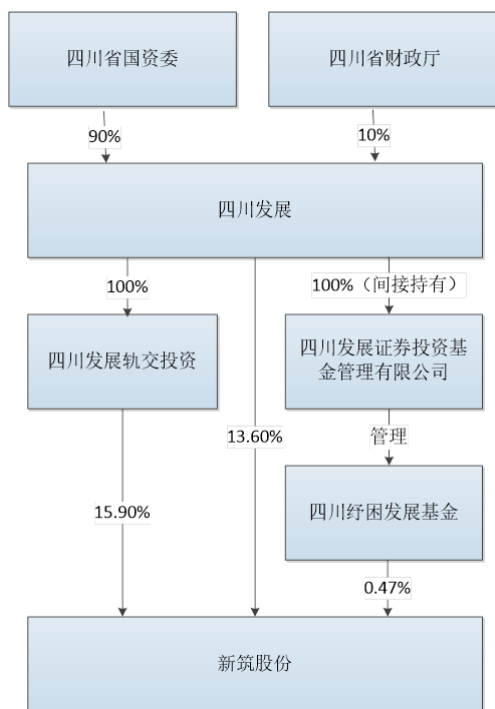 四川省国资委
四川省财政厅
90%
10%
四川发展
100%
100%（间接持有）
四川发展轨交投资
四川发展证券投资基
金管理有限公司
13.60%
管理
15.90%
四川纾困发展基金
0.47%
新筑股份